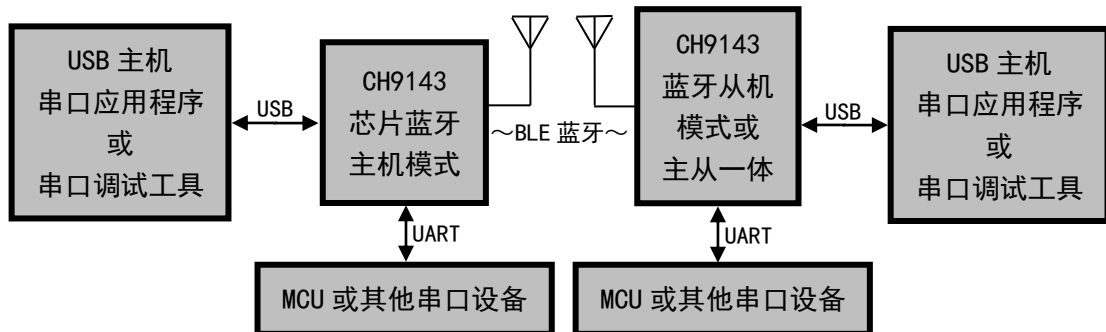 USB 主机
串口应用程序
或
串口调试工具
USB
CH9143
芯片蓝牙
主机模式
～BLE 蓝牙～
CH9143
蓝牙从机
模式或
主从一体
USB
USB 主机
串口应用程序
或
串口调试工具
UART
UART
MCU 或其他串口设备
MCU 或其他串口设备